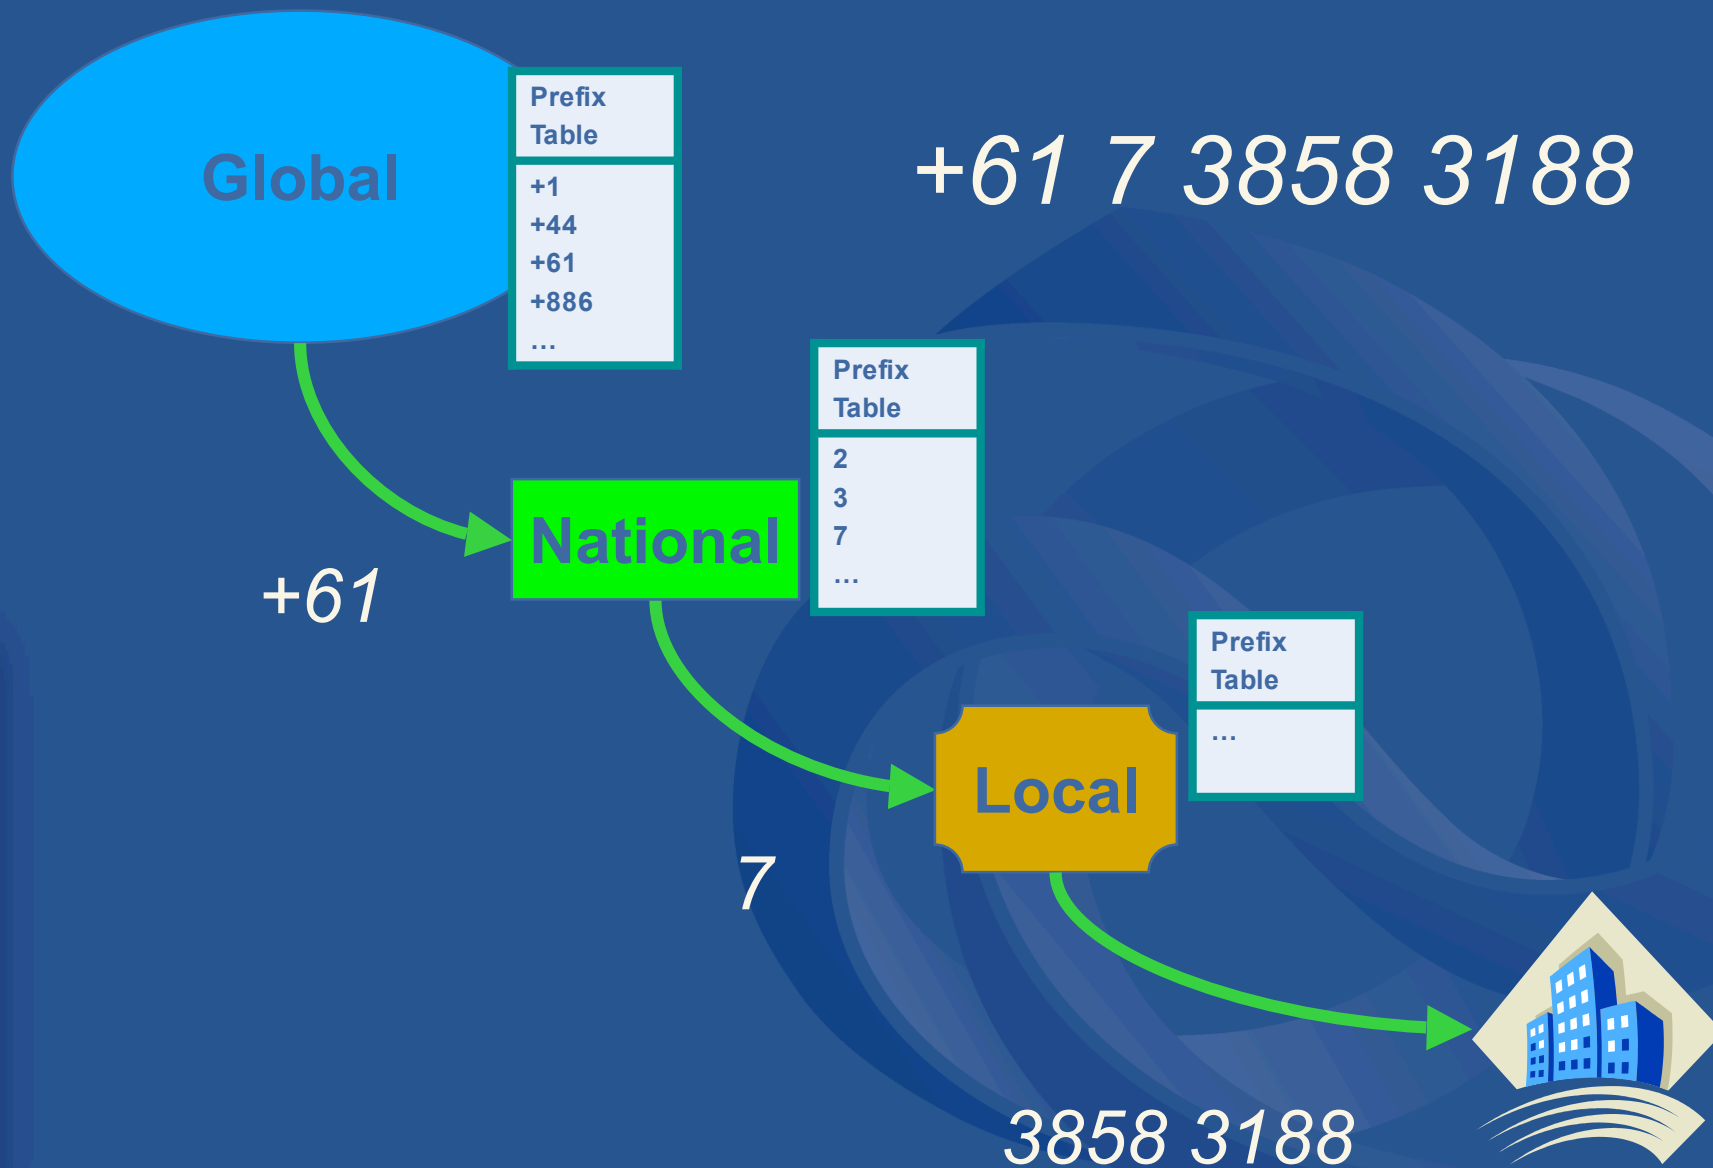 Global
Prefix
Table
+1
+44
+61
+886
...
+61 7 3858 3188
Prefix
Table
2
3
7
...
National
+61
Prefix
Table
...
Local
7
3858 3188